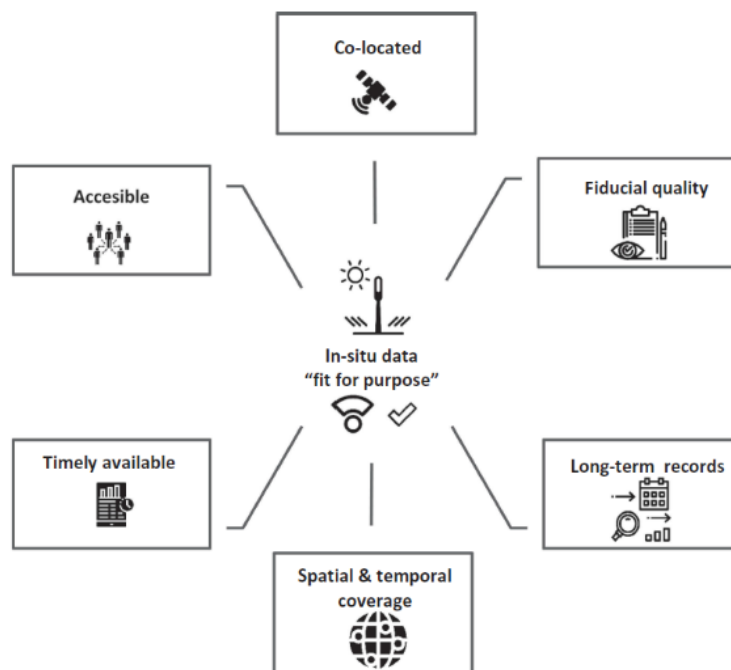 Co-located
Accesible
Fiducial quality
In-situ data
“fit for purpose”
Timely available
Long-term records
Spatial & temporal
coverage